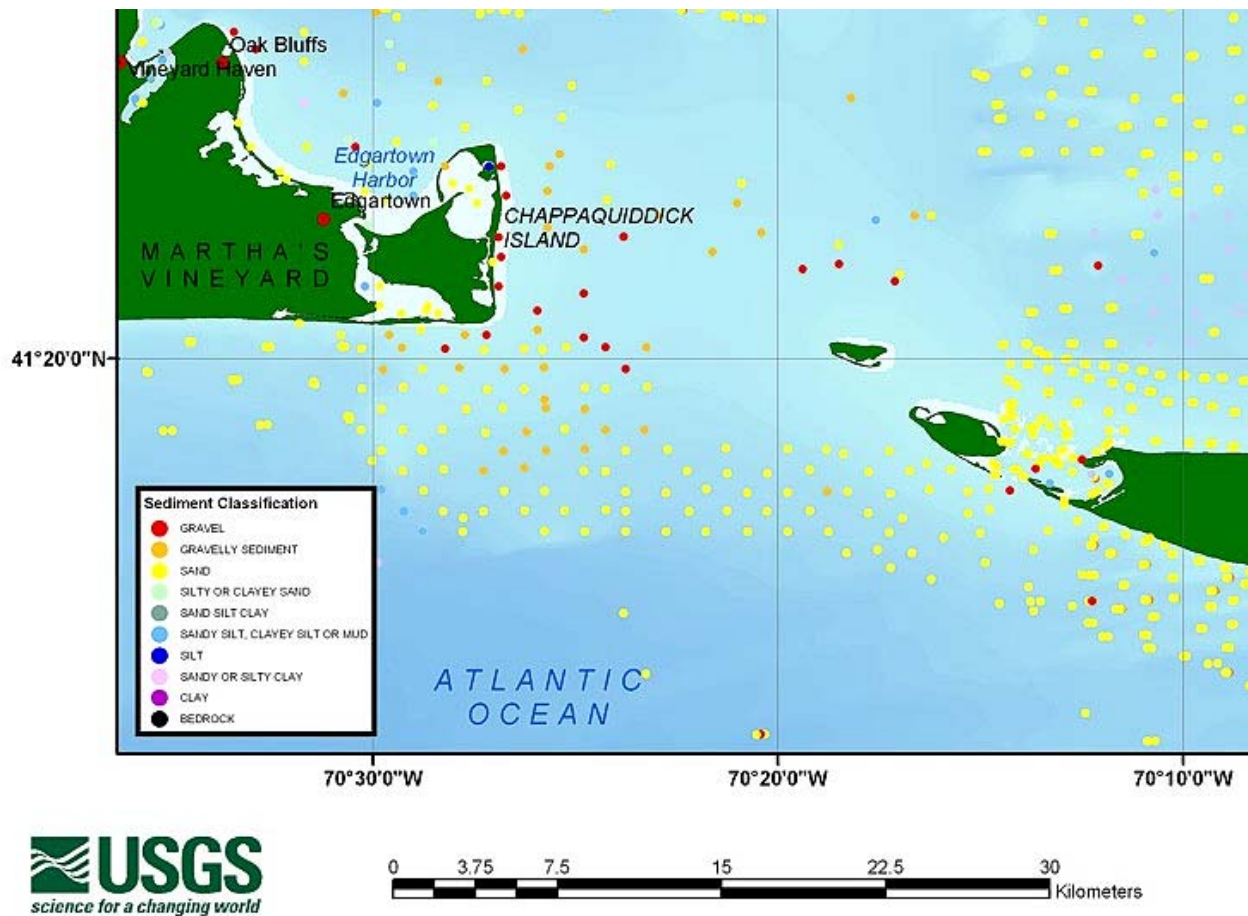 Oak Bluffs
Vineyard Haven
Edgartown
Harbor
Edgartown
CHAPPAQUIDDICK
ISLAND
MARTHA'S
VINEYARD
41°20'0"N
Sediment Classification
GRAVEL
GRAVELLY SEDIMENT
SAND
SILTY OR CLAYEY SAND
SAND SILT CLAY
SANDY SILT, CLAYEY SILT OR MUD
SILT
SANDY OR SILTY CLAY
CLAY
BEDROCK
ATLANTIC
OCEAN
70°30'0"W 70°20'0"W 70°10'0"W
USGS
science for a changing world
0 3.75 7.5 15 22.5 30
Kilometers